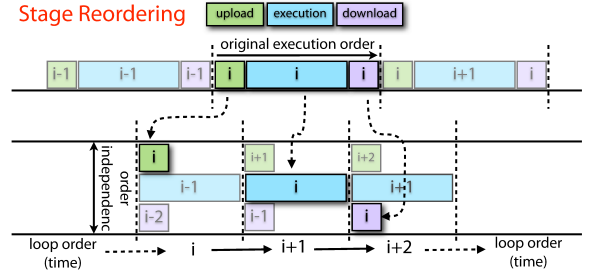 Stage Reordering
upload execution download
original execution order
i-1 i-1 i-1 i i i i i+1 i
order
independenc
i i+1 i+2
i-1 i i+1
i-2 i-1 i
loop order
(time)
i i+1 i+2
loop order
(time)